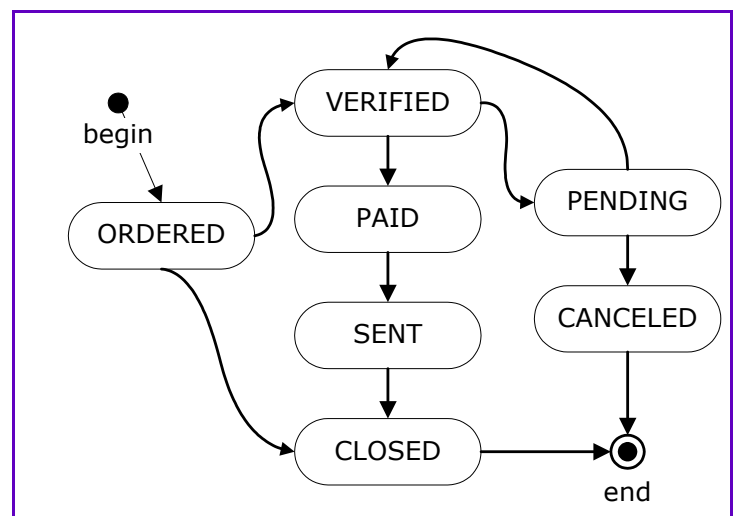 begin
ORDERED
VERIFIED
PAID
SENT
CLOSED
PENDING
CANCELED
end